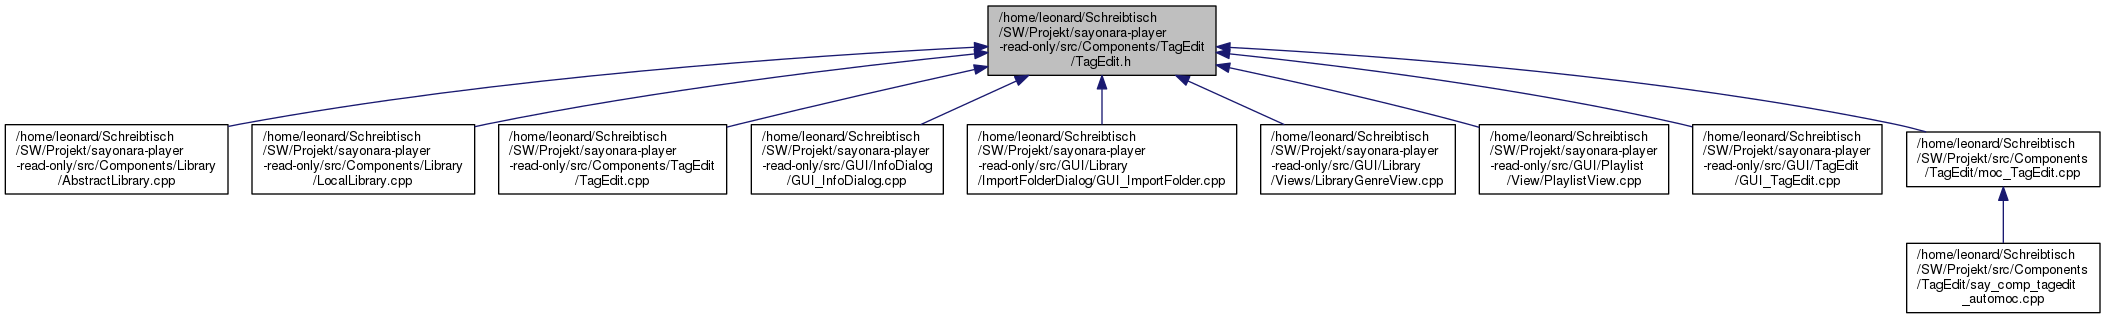 /home/leonard/Schreibtisch
/SW/Projekt/sayonara-player
-read-only/src/Components/TagEdit
/TagEdit.h
/home/leonard/Schreibtisch
/SW/Projekt/sayonara-player
-read-only/src/Components/Library
/AbstractLibrary.cpp
/home/leonard/Schreibtisch
/SW/Projekt/sayonara-player
-read-only/src/Components/Library
/LocalLibrary.cpp
/home/leonard/Schreibtisch
/SW/Projekt/sayonara-player
-read-only/src/Components/TagEdit
/TagEdit.cpp
/home/leonard/Schreibtisch
/SW/Projekt/sayonara-player
-read-only/src/GUI/InfoDialog
/GUI_InfoDialog.cpp
/home/leonard/Schreibtisch
/SW/Projekt/sayonara-player
-read-only/src/GUI/Library
/ImportFolderDialog/GUI_ImportFolder.cpp
/home/leonard/Schreibtisch
/SW/Projekt/sayonara-player
-read-only/src/GUI/Library
/Views/LibraryGenreView.cpp
/home/leonard/Schreibtisch
/SW/Projekt/sayonara-player
-read-only/src/GUI/Playlist
/View/PlaylistView.cpp
/home/leonard/Schreibtisch
/SW/Projekt/sayonara-player
-read-only/src/GUI/TagEdit
/GUI_TagEdit.cpp
/home/leonard/Schreibtisch
/SW/Projekt/src/Components
/TagEdit/moc_TagEdit.cpp
/home/leonard/Schreibtisch
/SW/Projekt/src/Components
/TagEdit/say_comp_tagedit
_automoc.cpp